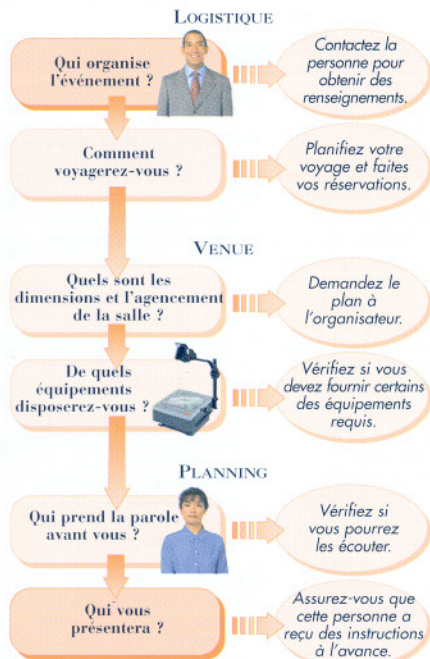 LOGISTIQUE
Qui organise
l'événement ?
Contactez la
personne pour
obtenir des
renseignements.
Comment
voyagerez-vous ?
Planifiez votre
voyage et faites
vos réservations.
VENUE
Quels sont les
dimensions et l'agencement
de la salle ?
Demandez le
plan à
l'organisateur.
De quels
équipements
disposerez-vous ?
Vérifiez si vous
devez fournir certains
des équipements
requis.
PLANNING
Qui prend la parole
avant vous ?
Vérifiez si
vous pourrez
les écouter.
Qui vous
présentera ?
Assurez-vous que
cette personne a
reçu des instructions
à l'avance.